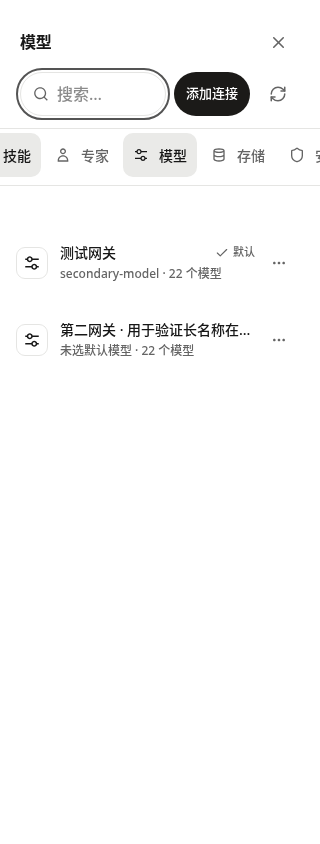 模型
搜索...
添加连接
技能
专家
模型
存储
测试网关
默认
secondary-model · 22 个模型
第二网关 · 用于验证长名称在...
未选默认模型 · 22 个模型